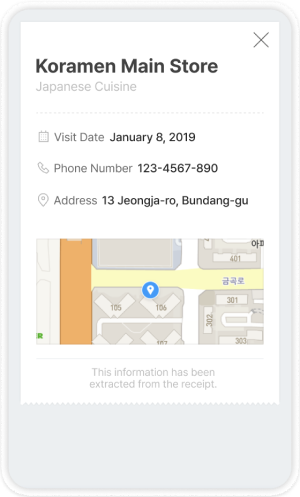 Koramen Main Store
Japanese Cuisine
Visit Date January 8, 2019
Phone Number 123-4567-890
Address 13 Jeongja-ro, Bundang-gu
아파
401
금곡로
105
106
301
302
303
107
This information has been
extracted from the receipt.